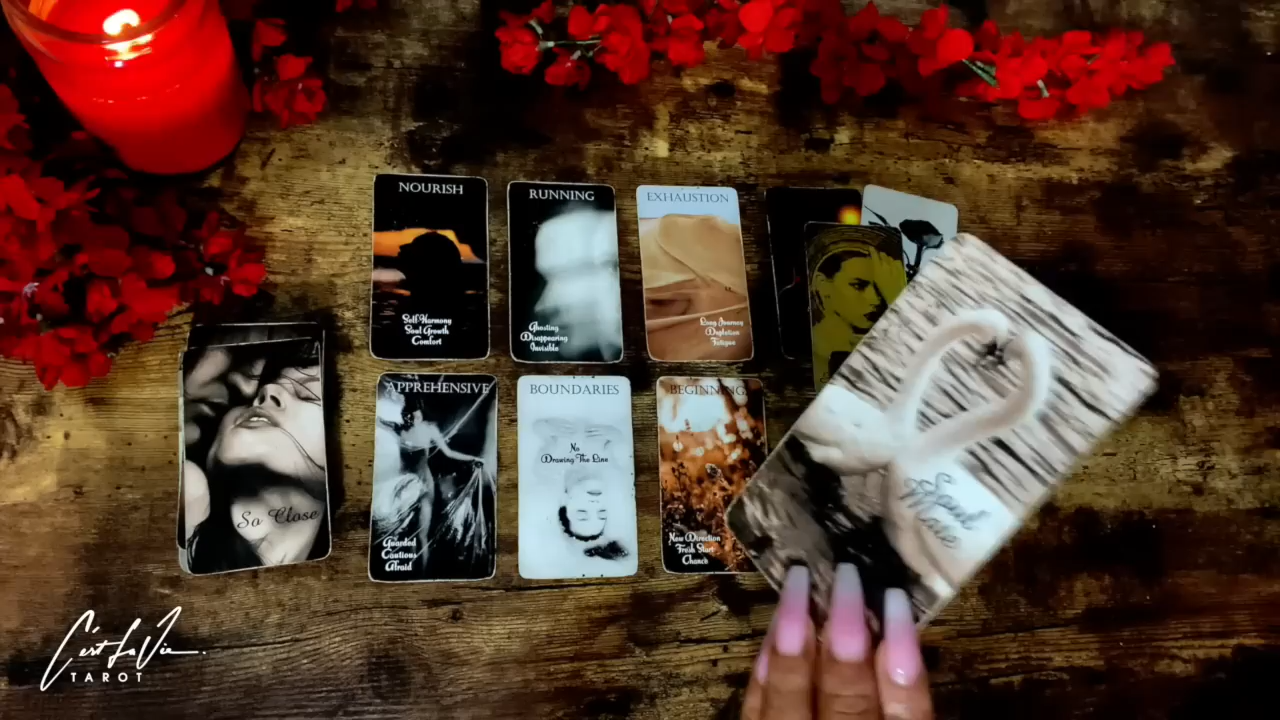 NOURISH
Self Harmony
Soul Growth
Comfort
RUNNING
Ghosting
Disappearing
Invisible
EXHAUSTION
Long Journey
Depletion
Fatigue
So Close
APPREHENSIVE
Guarded
Cautious
Afraid
BOUNDARIES
No
Drawing The Line
BEGINNING
New Direction
Fresh Start
Chance
Soul
Mate
C'est La Vie.
TAROT